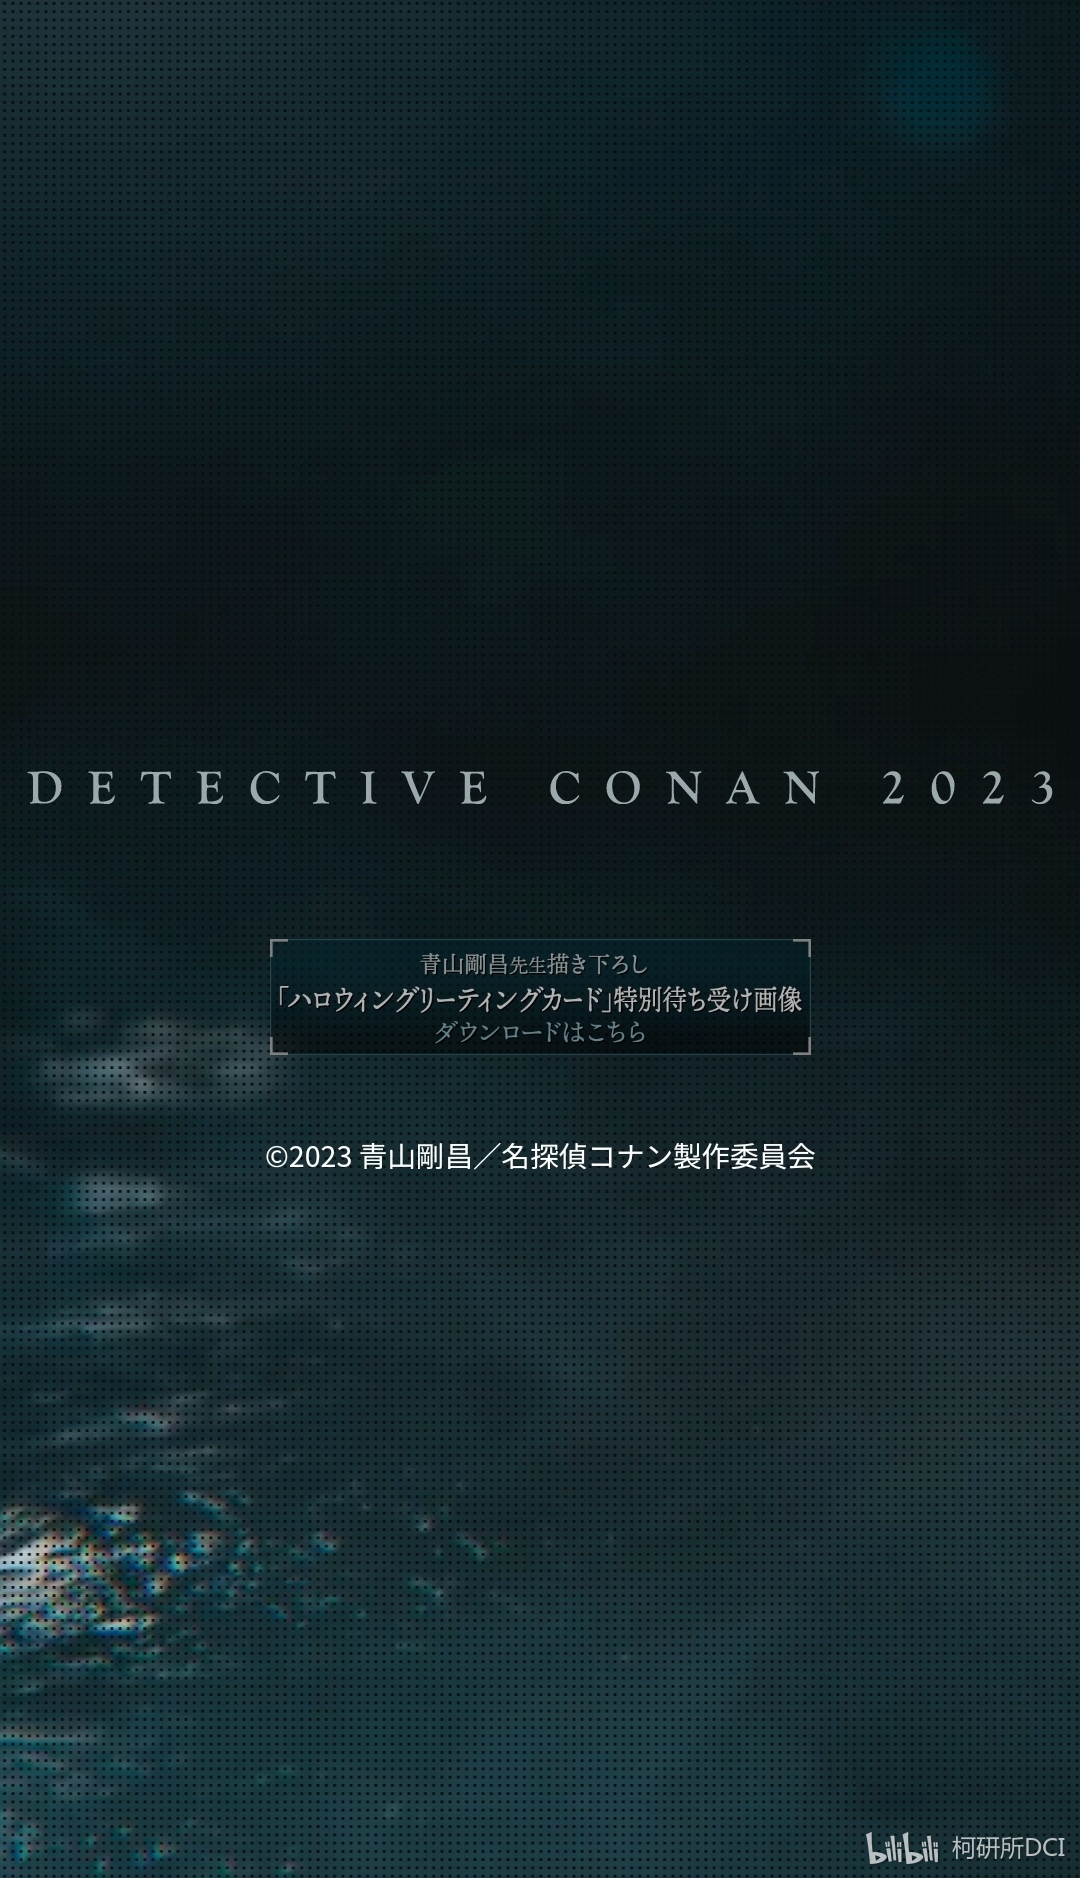 DETECTIVE CONAN 2023
青山剛昌先生描き下ろし
「ハロウィングリーティングカード」特別待ち受け画像
ダウンロードはこちら
©2023 青山剛昌／名探偵コナン製作委員会
bilibili 柯研所DCI